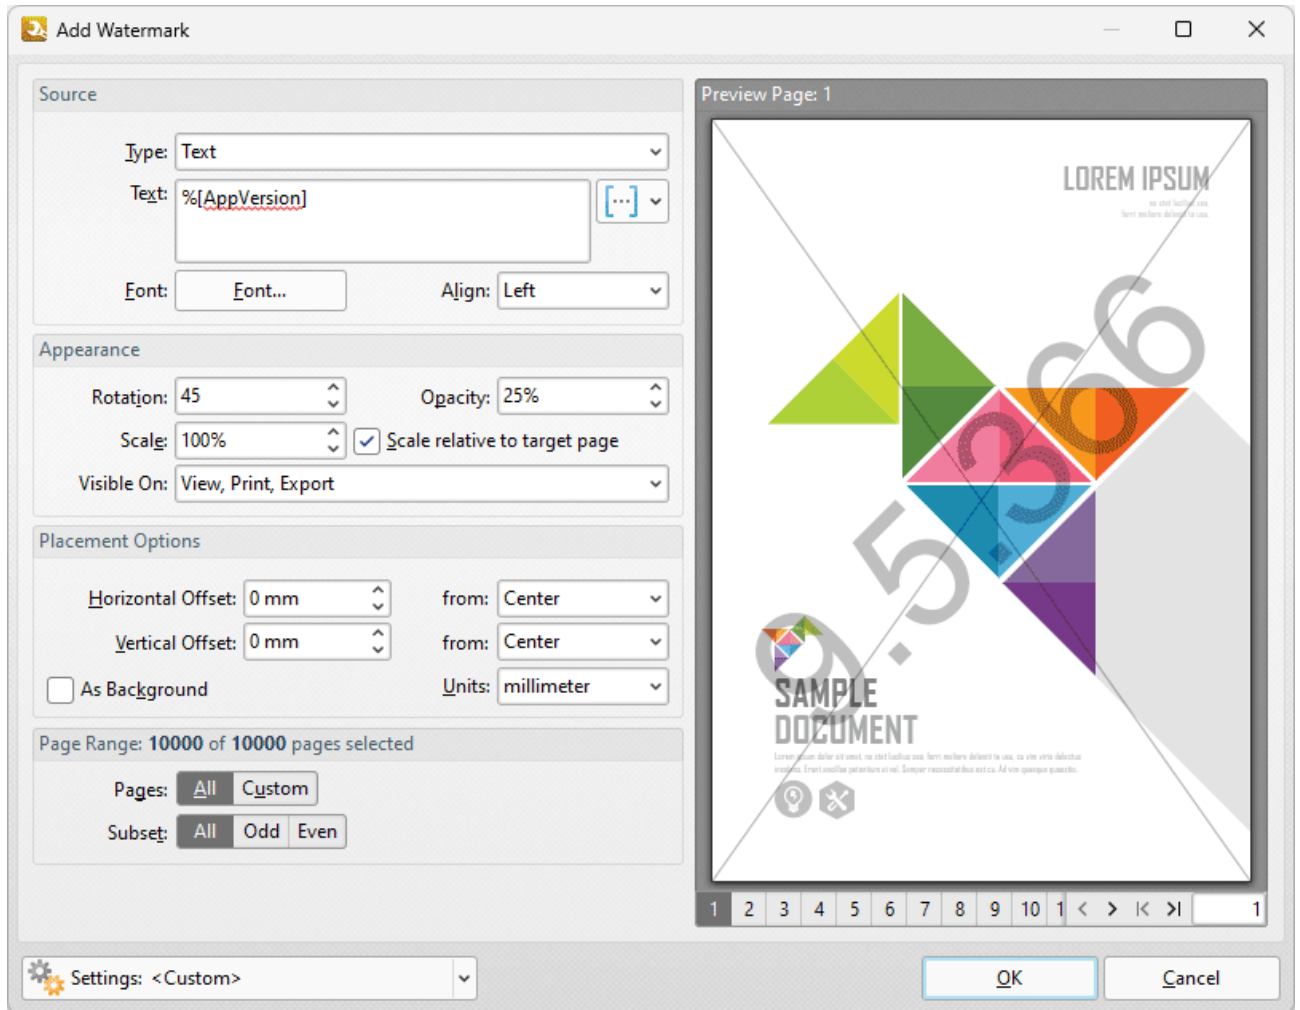 Add Watermark
Source
Type: Text
Text: %[AppVersion]
[...]
Font: Font... Align: Left
Appearance
Rotation: 45 Opacity: 25%
Scale: 100% Scale relative to target page
Visible On: View, Print, Export
Placement Options
Horizontal Offset: 0 mm from: Center
Vertical Offset: 0 mm from: Center
As Background Units: millimeter
Page Range: 10000 of 10000 pages selected
Pages: All Custom
Subset: All Odd Even
Preview Page: 1
LOREM IPSUM
9.5.366
SAMPLE
DOCUMENT
1 2 3 4 5 6 7 8 9 10 1 < > 1
Settings: <Custom>
OK Cancel